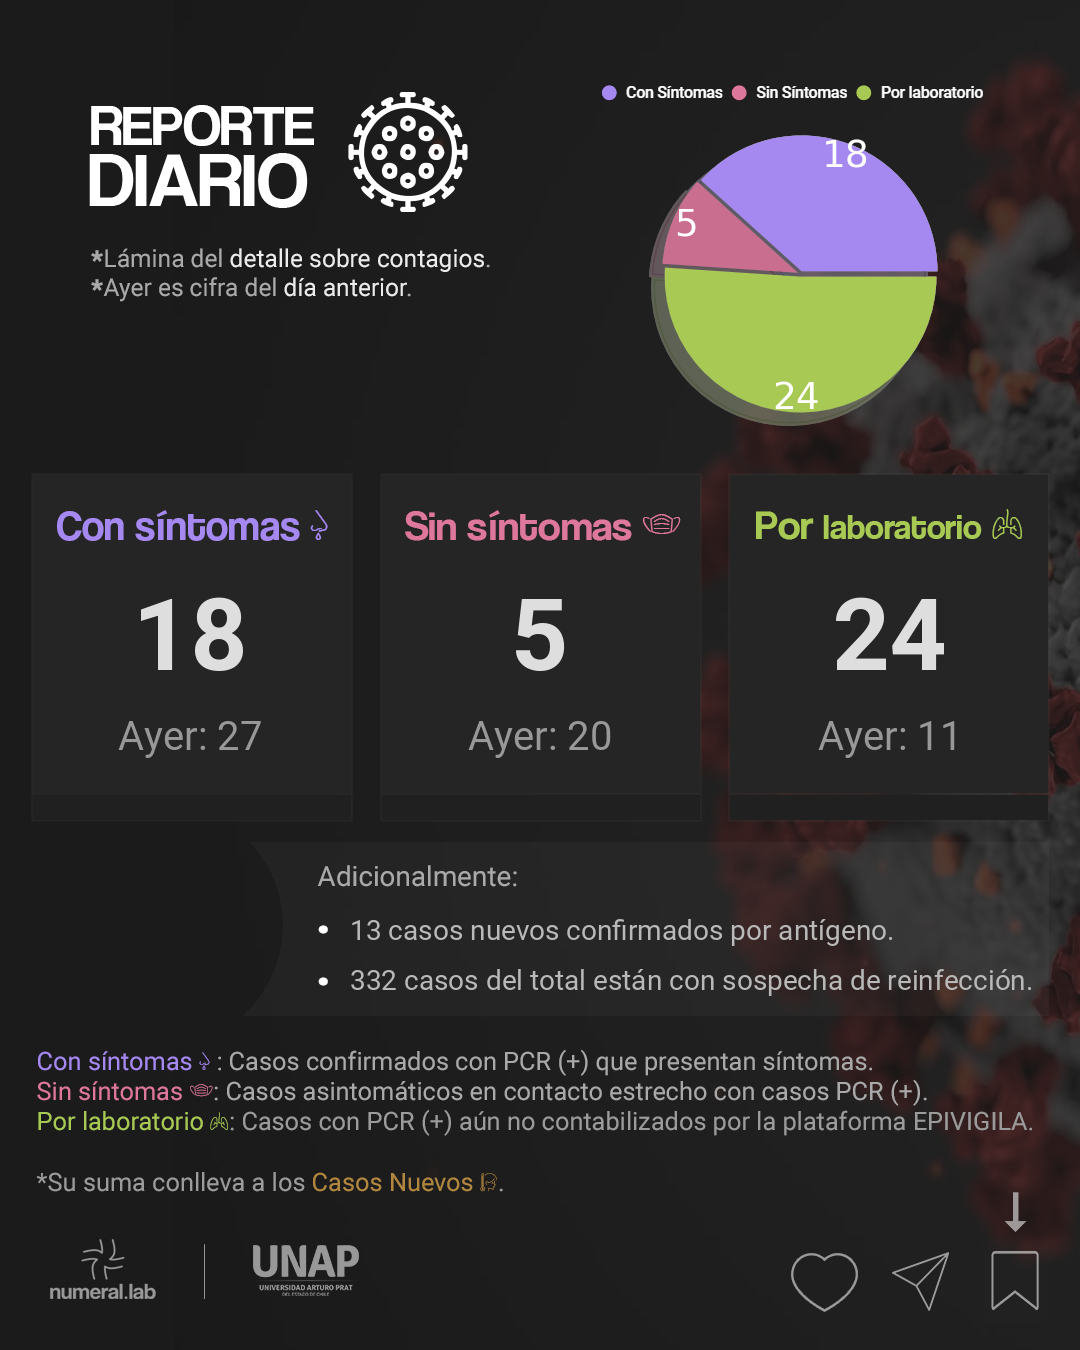 REPORTE
DIARIO
*Lámina del detalle sobre contagios.
*Ayer es cifra del día anterior.
Con Síntomas Sin Síntomas Por laboratorio
18
5
24
Con síntomas
18
Ayer: 27
Sin síntomas
5
Ayer: 20
Por laboratorio
24
Ayer: 11
Adicionalmente:
• 13 casos nuevos confirmados por antígeno.
• 332 casos del total están con sospecha de reinfección.
Con síntomas : Casos confirmados con PCR (+) que presentan síntomas.
Sin síntomas : Casos asintomáticos en contacto estrecho con casos PCR (+).
Por laboratorio : Casos con PCR (+) aún no contabilizados por la plataforma EPIVIGILA.
*Su suma conlleva a los Casos Nuevos .
numeral.lab
UNAP
UNIVERSIDAD ARTURO PRAT
DEL ESTADO DE CHILE